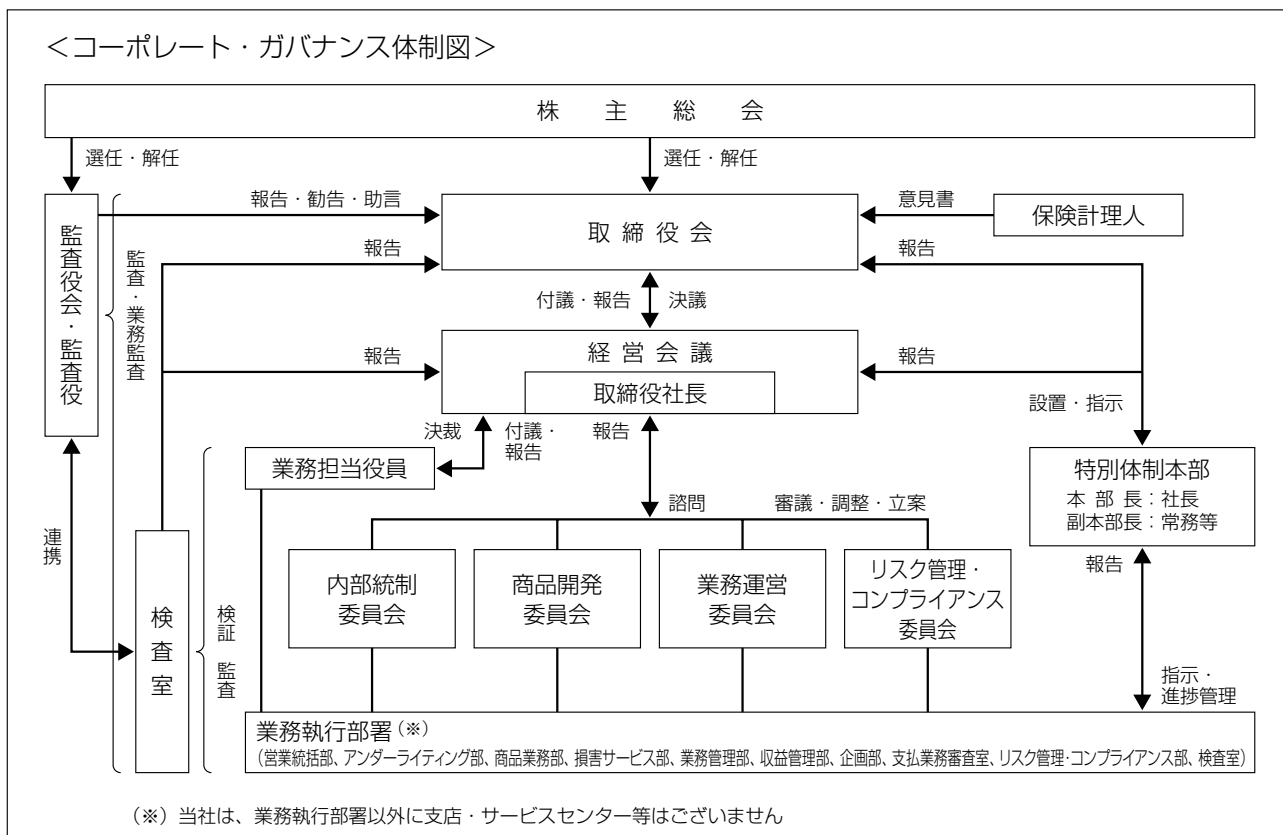 ＜コーポレート・ガバナンス体制図＞
株主総会
選任・解任
選任・解任
監査役会・監査役
監査・業務監査
報告・勧告・助言
取締役会
意見書
保険計理人
報告
報告
付議・報告
決議
報告
経営会議
取締役社長
報告
設置・指示
決裁
付議・
報告
報告
業務担当役員
特別体制本部
本部長：社長
副本部長：常務等
諮問
審議・調整・立案
連携
報告
検査室
検証 監査
内部統制
委員会
商品開発
委員会
業務運営
委員会
リスク管理・
コンプライアンス
委員会
指示・
進捗管理
業務執行部署（※）
（営業統括部、アンダーライティング部、商品業務部、損害サービス部、業務管理部、収益管理部、企画部、支払業務審査室、リスク管理・コンプライアンス部、検査室）
（※）当社は、業務執行部署以外に支店・サービスセンター等はございません